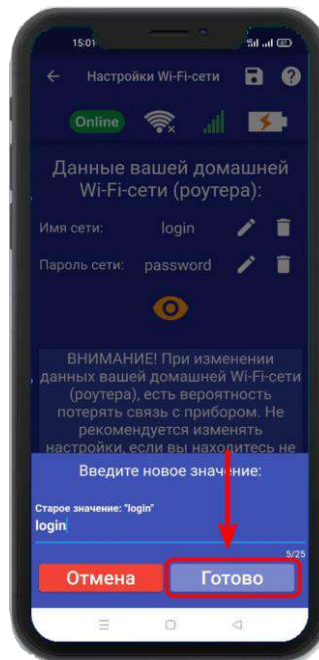 15:01
Настройки Wi-Fi-сети
Online
Данные вашей домашней
Wi-Fi-сети (роутера):
Имя сети: login
Пароль сети: password
ВНИМАНИЕ! При изменении
данных вашей домашней Wi-Fi-сети
(роутера), есть вероятность
потерять связь с прибором. Не
рекомендуется изменять
настройки, если вы находитесь не
Введите новое значение:
Старое значение: "login"
login
5/25
Отмена Готово